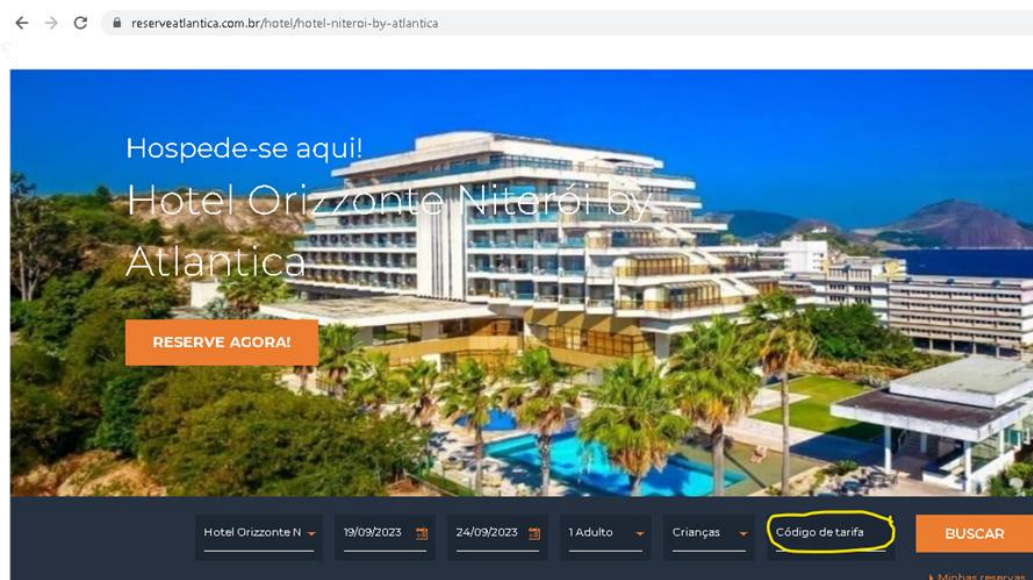 reserveatlantica.com.br/hotel/hotel-niteroi-by-atlantica
Hospede-se aqui!
Hotel Orizzonte Niterói by
Atlantica
RESERVE AGORA!
Hotel Orizzonte N
19/09/2023
24/09/2023
1 Adulto
Crianças
Código de tarifa
BUSCAR
Minhas reservas